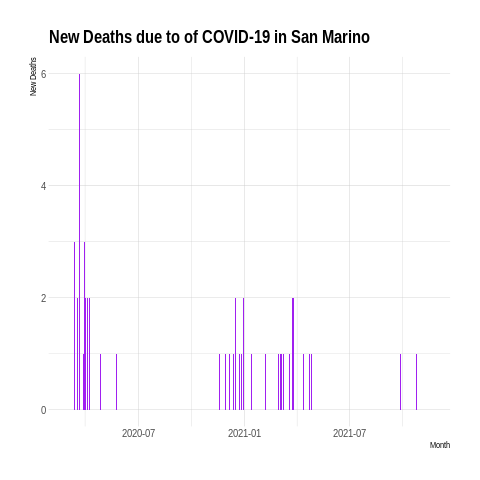 New Deaths due to of COVID-19 in San Marino
New Deaths
6
4
2
0
2020-07
2021-01
2021-07
Month